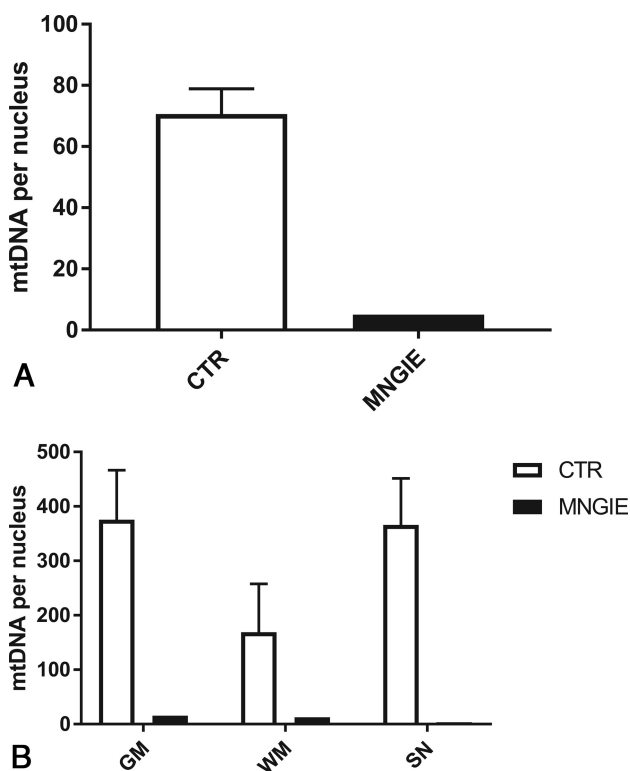 100
80
60
40
20
0
mtDNA per nucleus
CTR
MNGIE
A
500
400
300
200
100
0
mtDNA per nucleus
GM
WM
SN
CTR
MNGIE
B